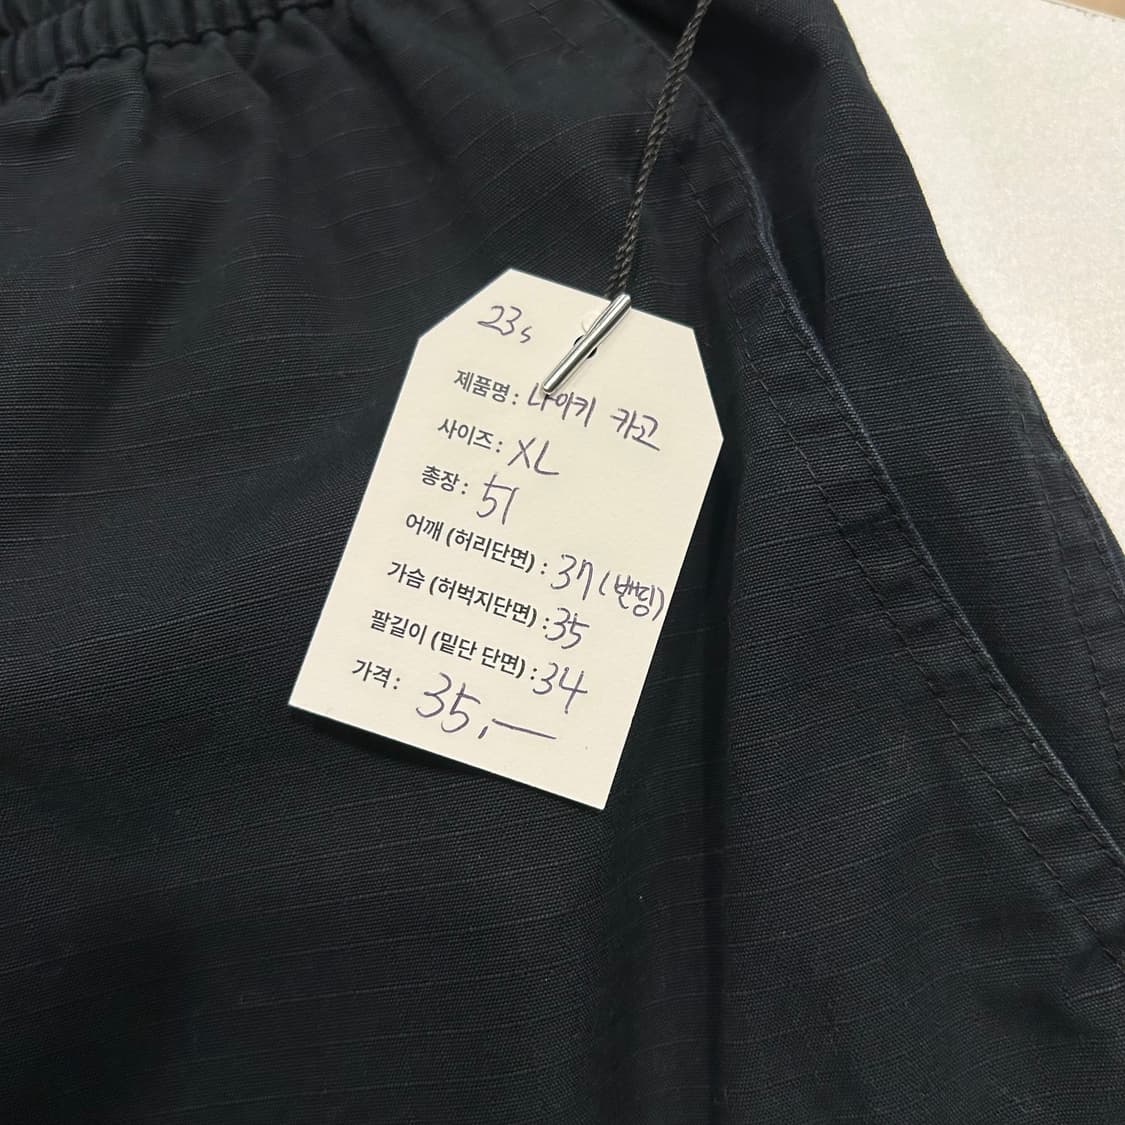 23s
제품명: 나이키 카고
사이즈: XL
총장: 51
어깨 (허리단면) : 37 (밴딩)
가슴 (허벅지단면) : 35
팔길이 (밑단 단면) : 34
가격: 35,—